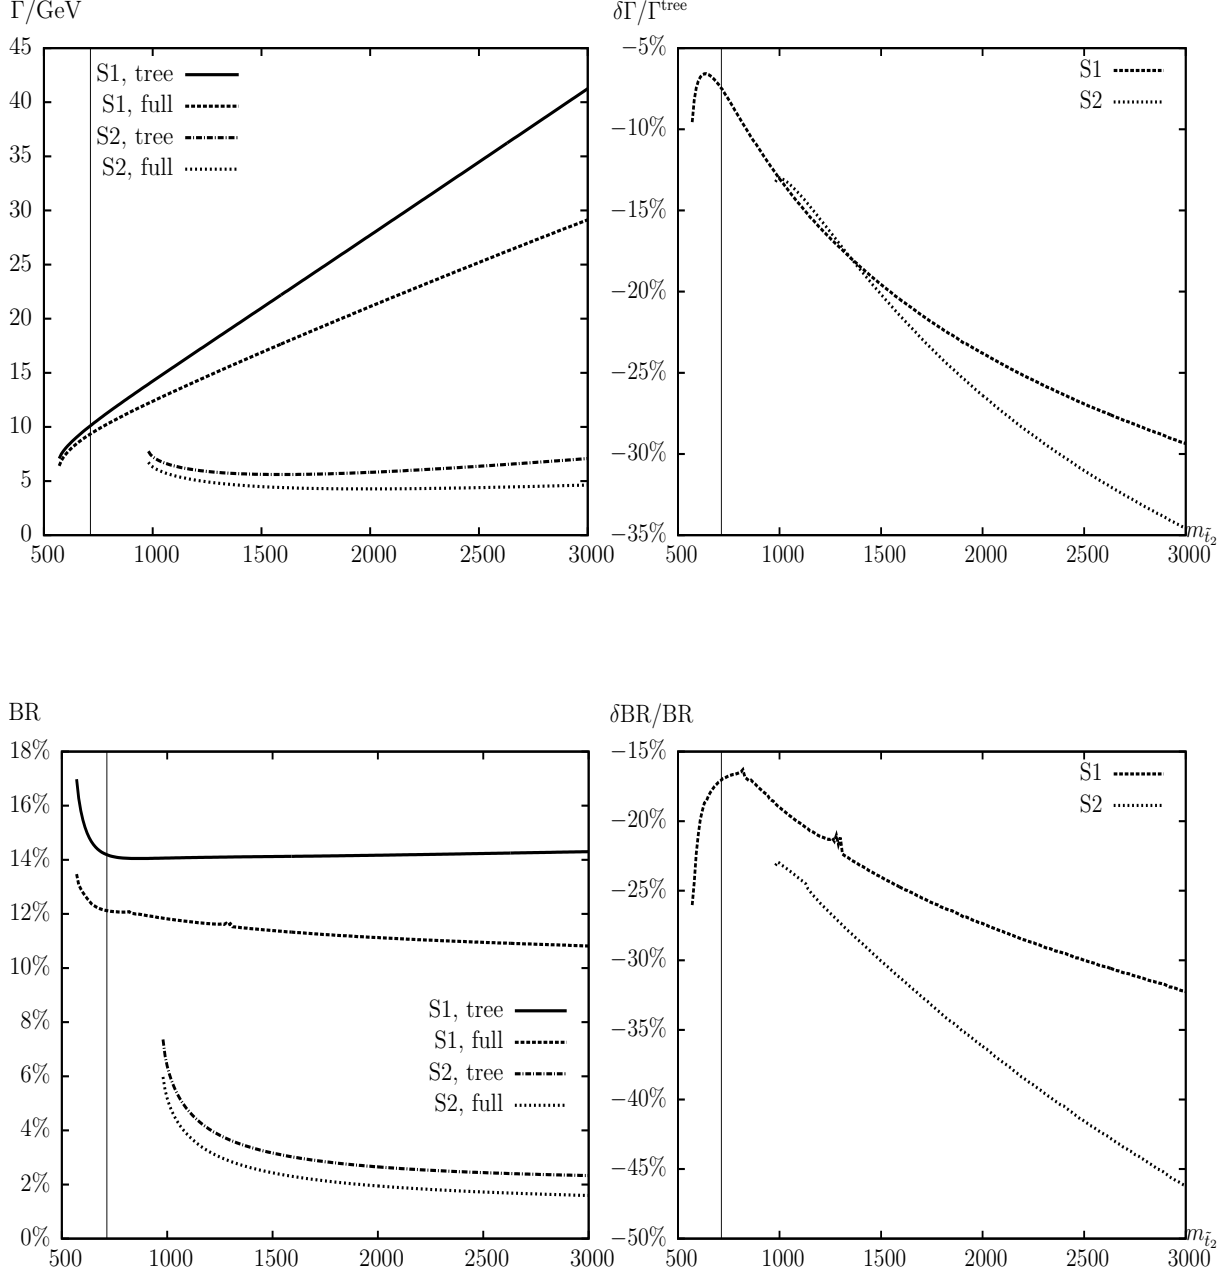 Γ/GeV
45
40
35
30
25
20
15
10
5
0
S1, tree
S1, full
S2, tree
S2, full
500 1000 1500 2000 2500 3000
δΓ/Γ^tree
−5%
−10%
−15%
−20%
−25%
−30%
−35%
S1
S2
500 1000 1500 2000 2500 3000
m_t̃₂
BR
18%
16%
14%
12%
10%
8%
6%
4%
2%
0%
S1, tree
S1, full
S2, tree
S2, full
500 1000 1500 2000 2500 3000
δBR/BR
−15%
−20%
−25%
−30%
−35%
−40%
−45%
−50%
S1
S2
500 1000 1500 2000 2500 3000
m_t̃₂